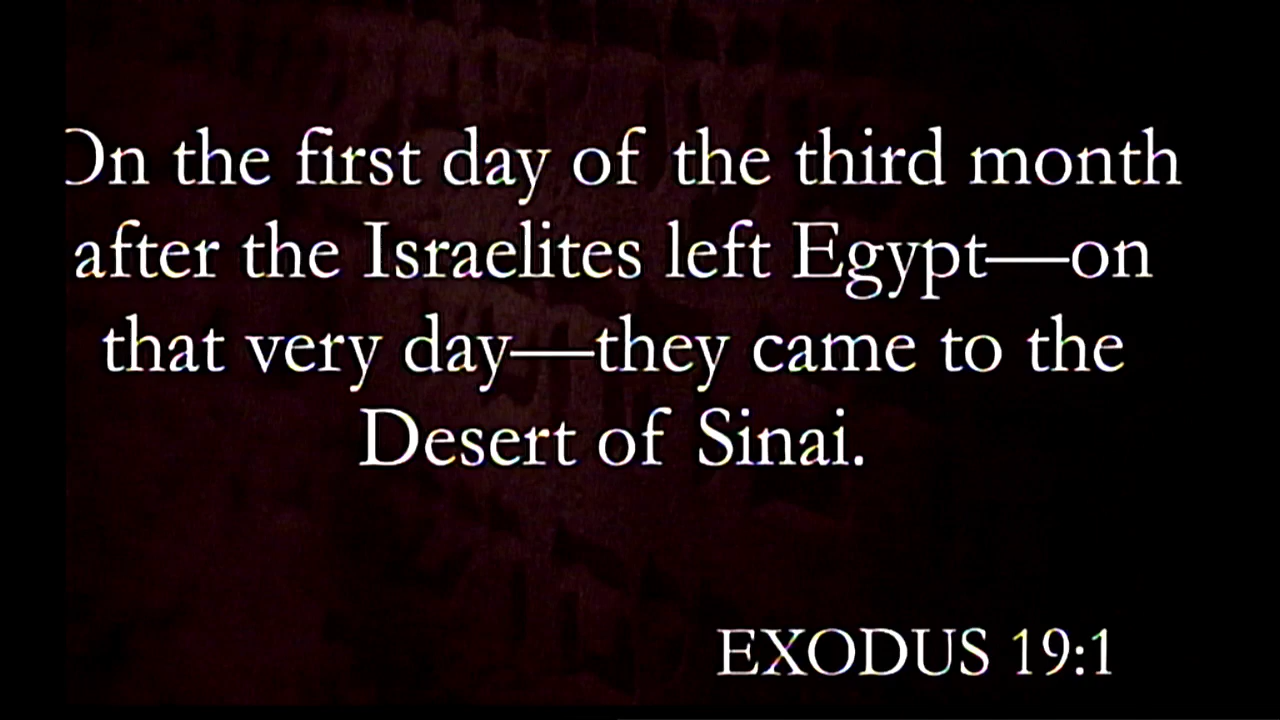 On the first day of the third month
after the Israelites left Egypt—on
that very day—they came to the
Desert of Sinai.
EXODUS 19:1